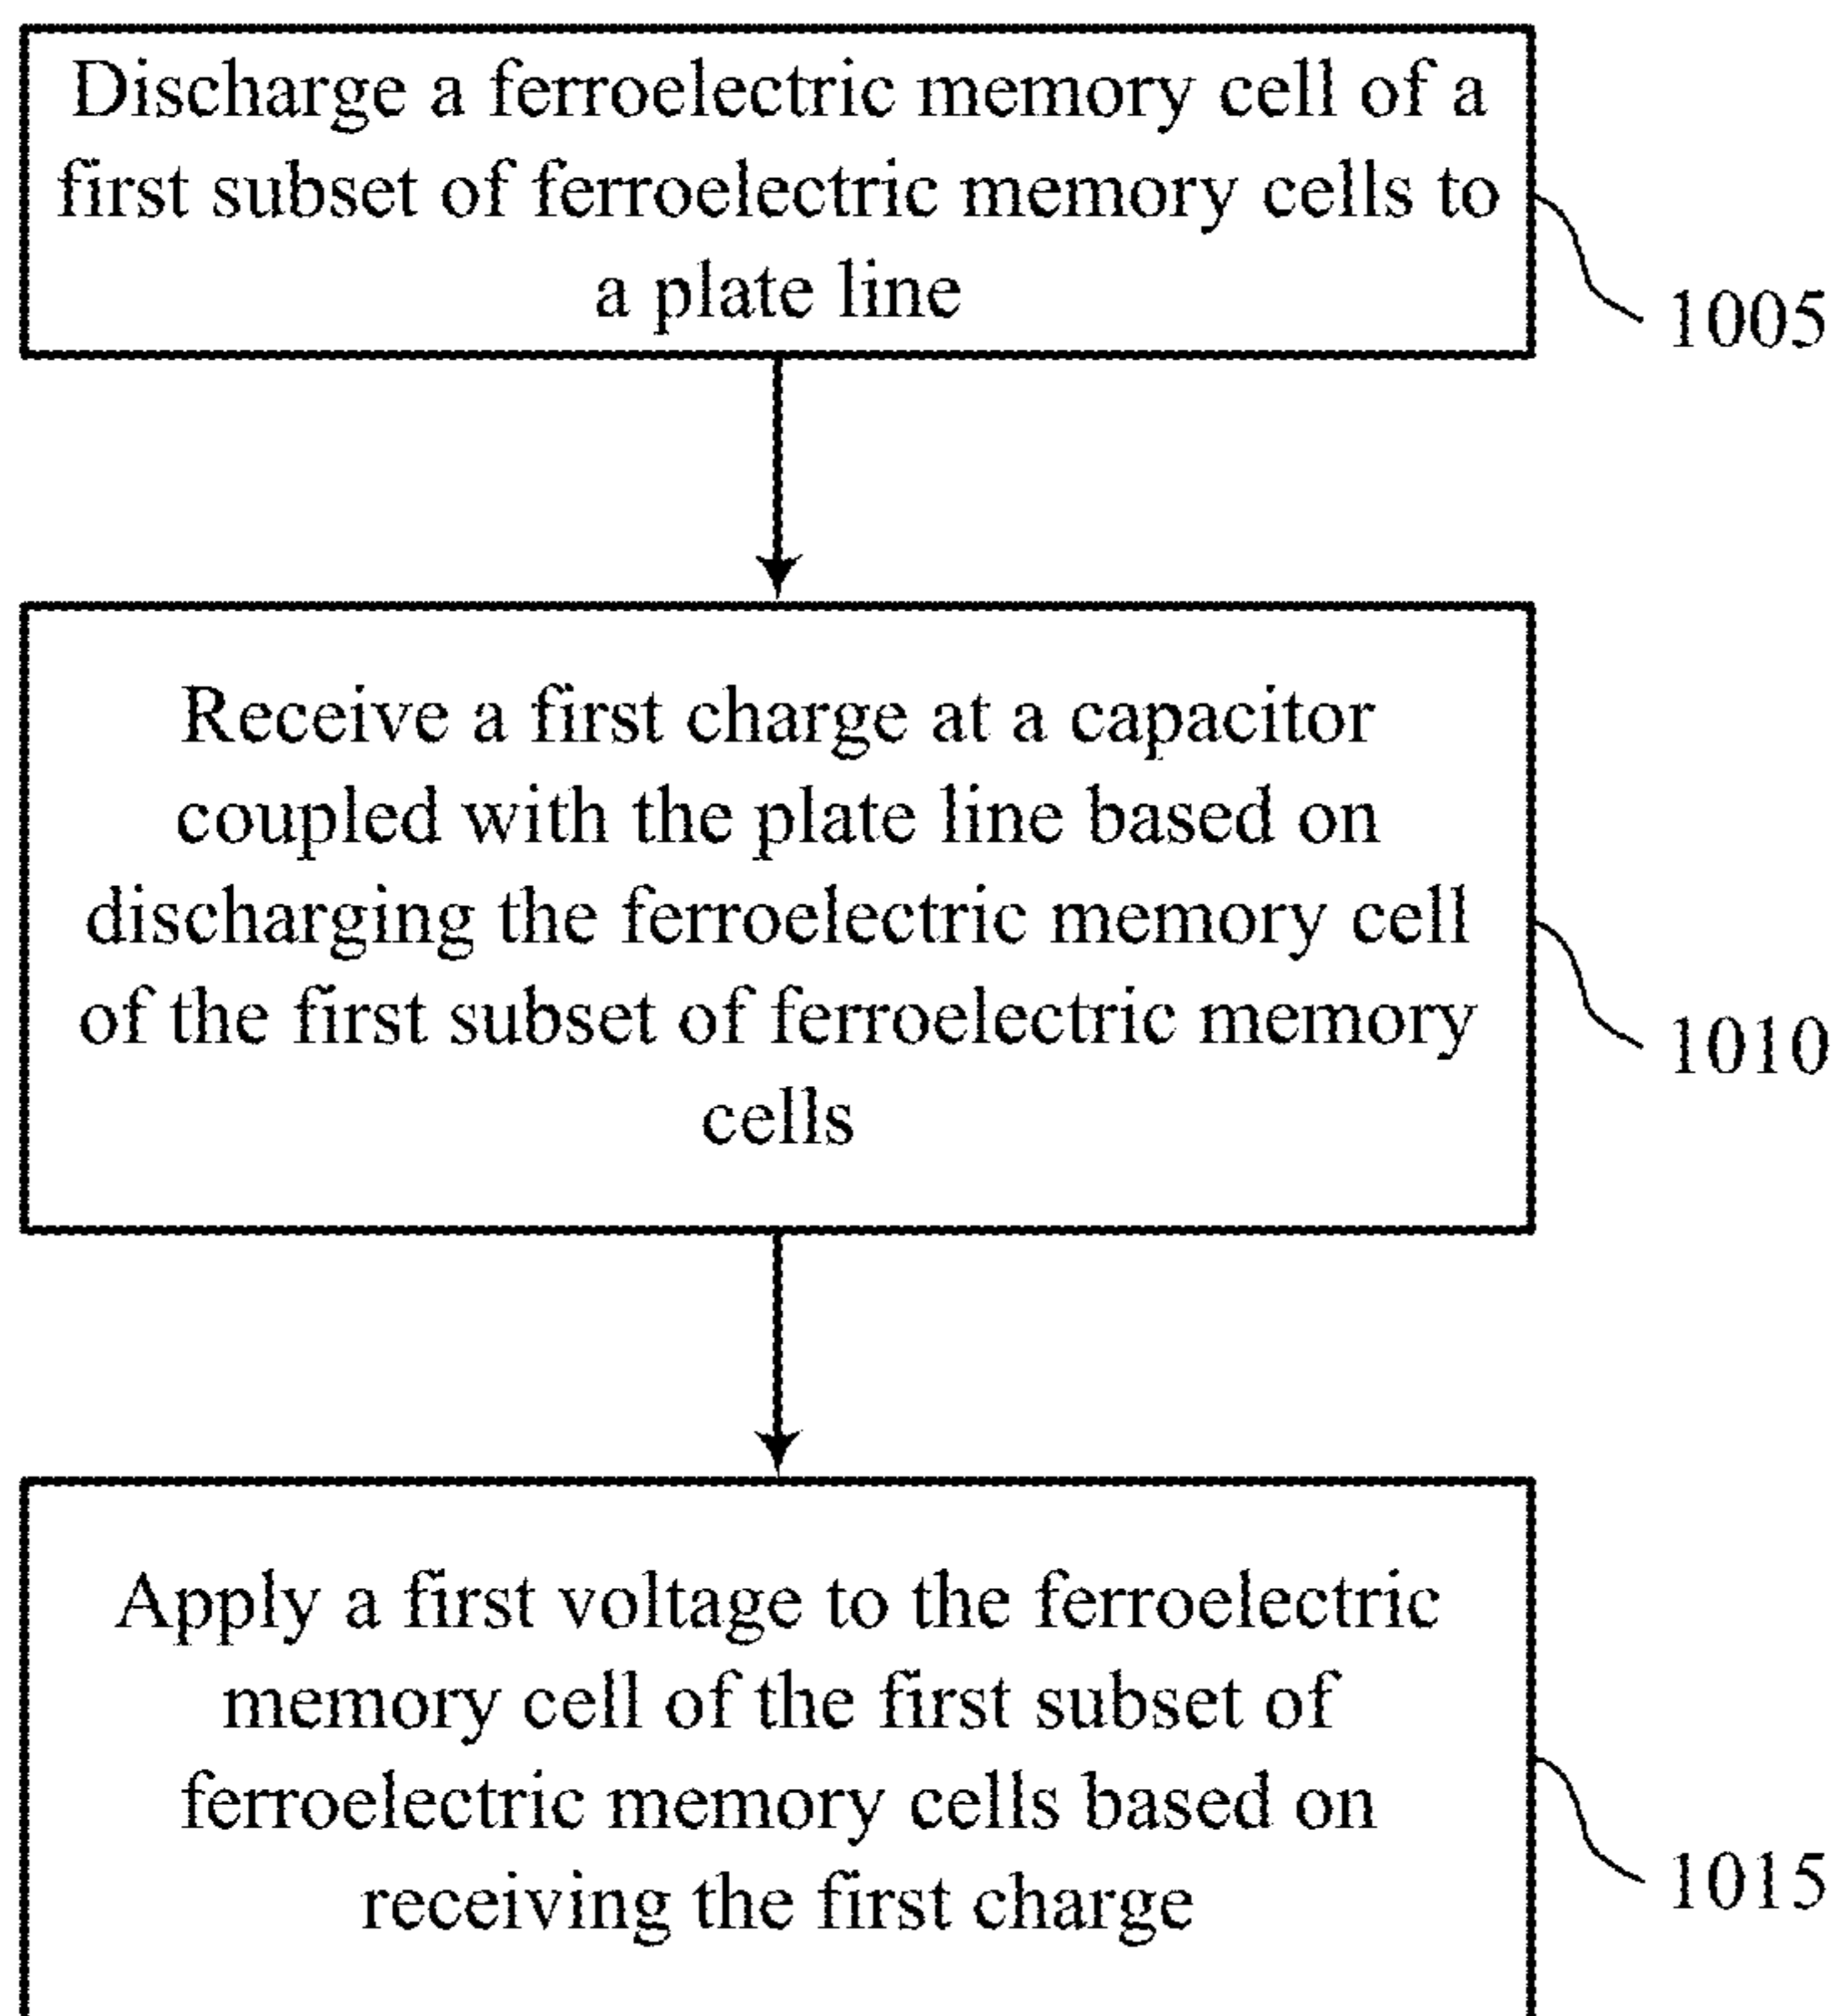 Discharge a ferroelectric memory cell of a
first subset of ferroelectric memory cells to
a plate line
1005
Receive a first charge at a capacitor
coupled with the plate line based on
discharging the ferroelectric memory cell
of the first subset of ferroelectric memory
cells
1010
Apply a first voltage to the ferroelectric
memory cell of the first subset of
ferroelectric memory cells based on
receiving the first charge
1015